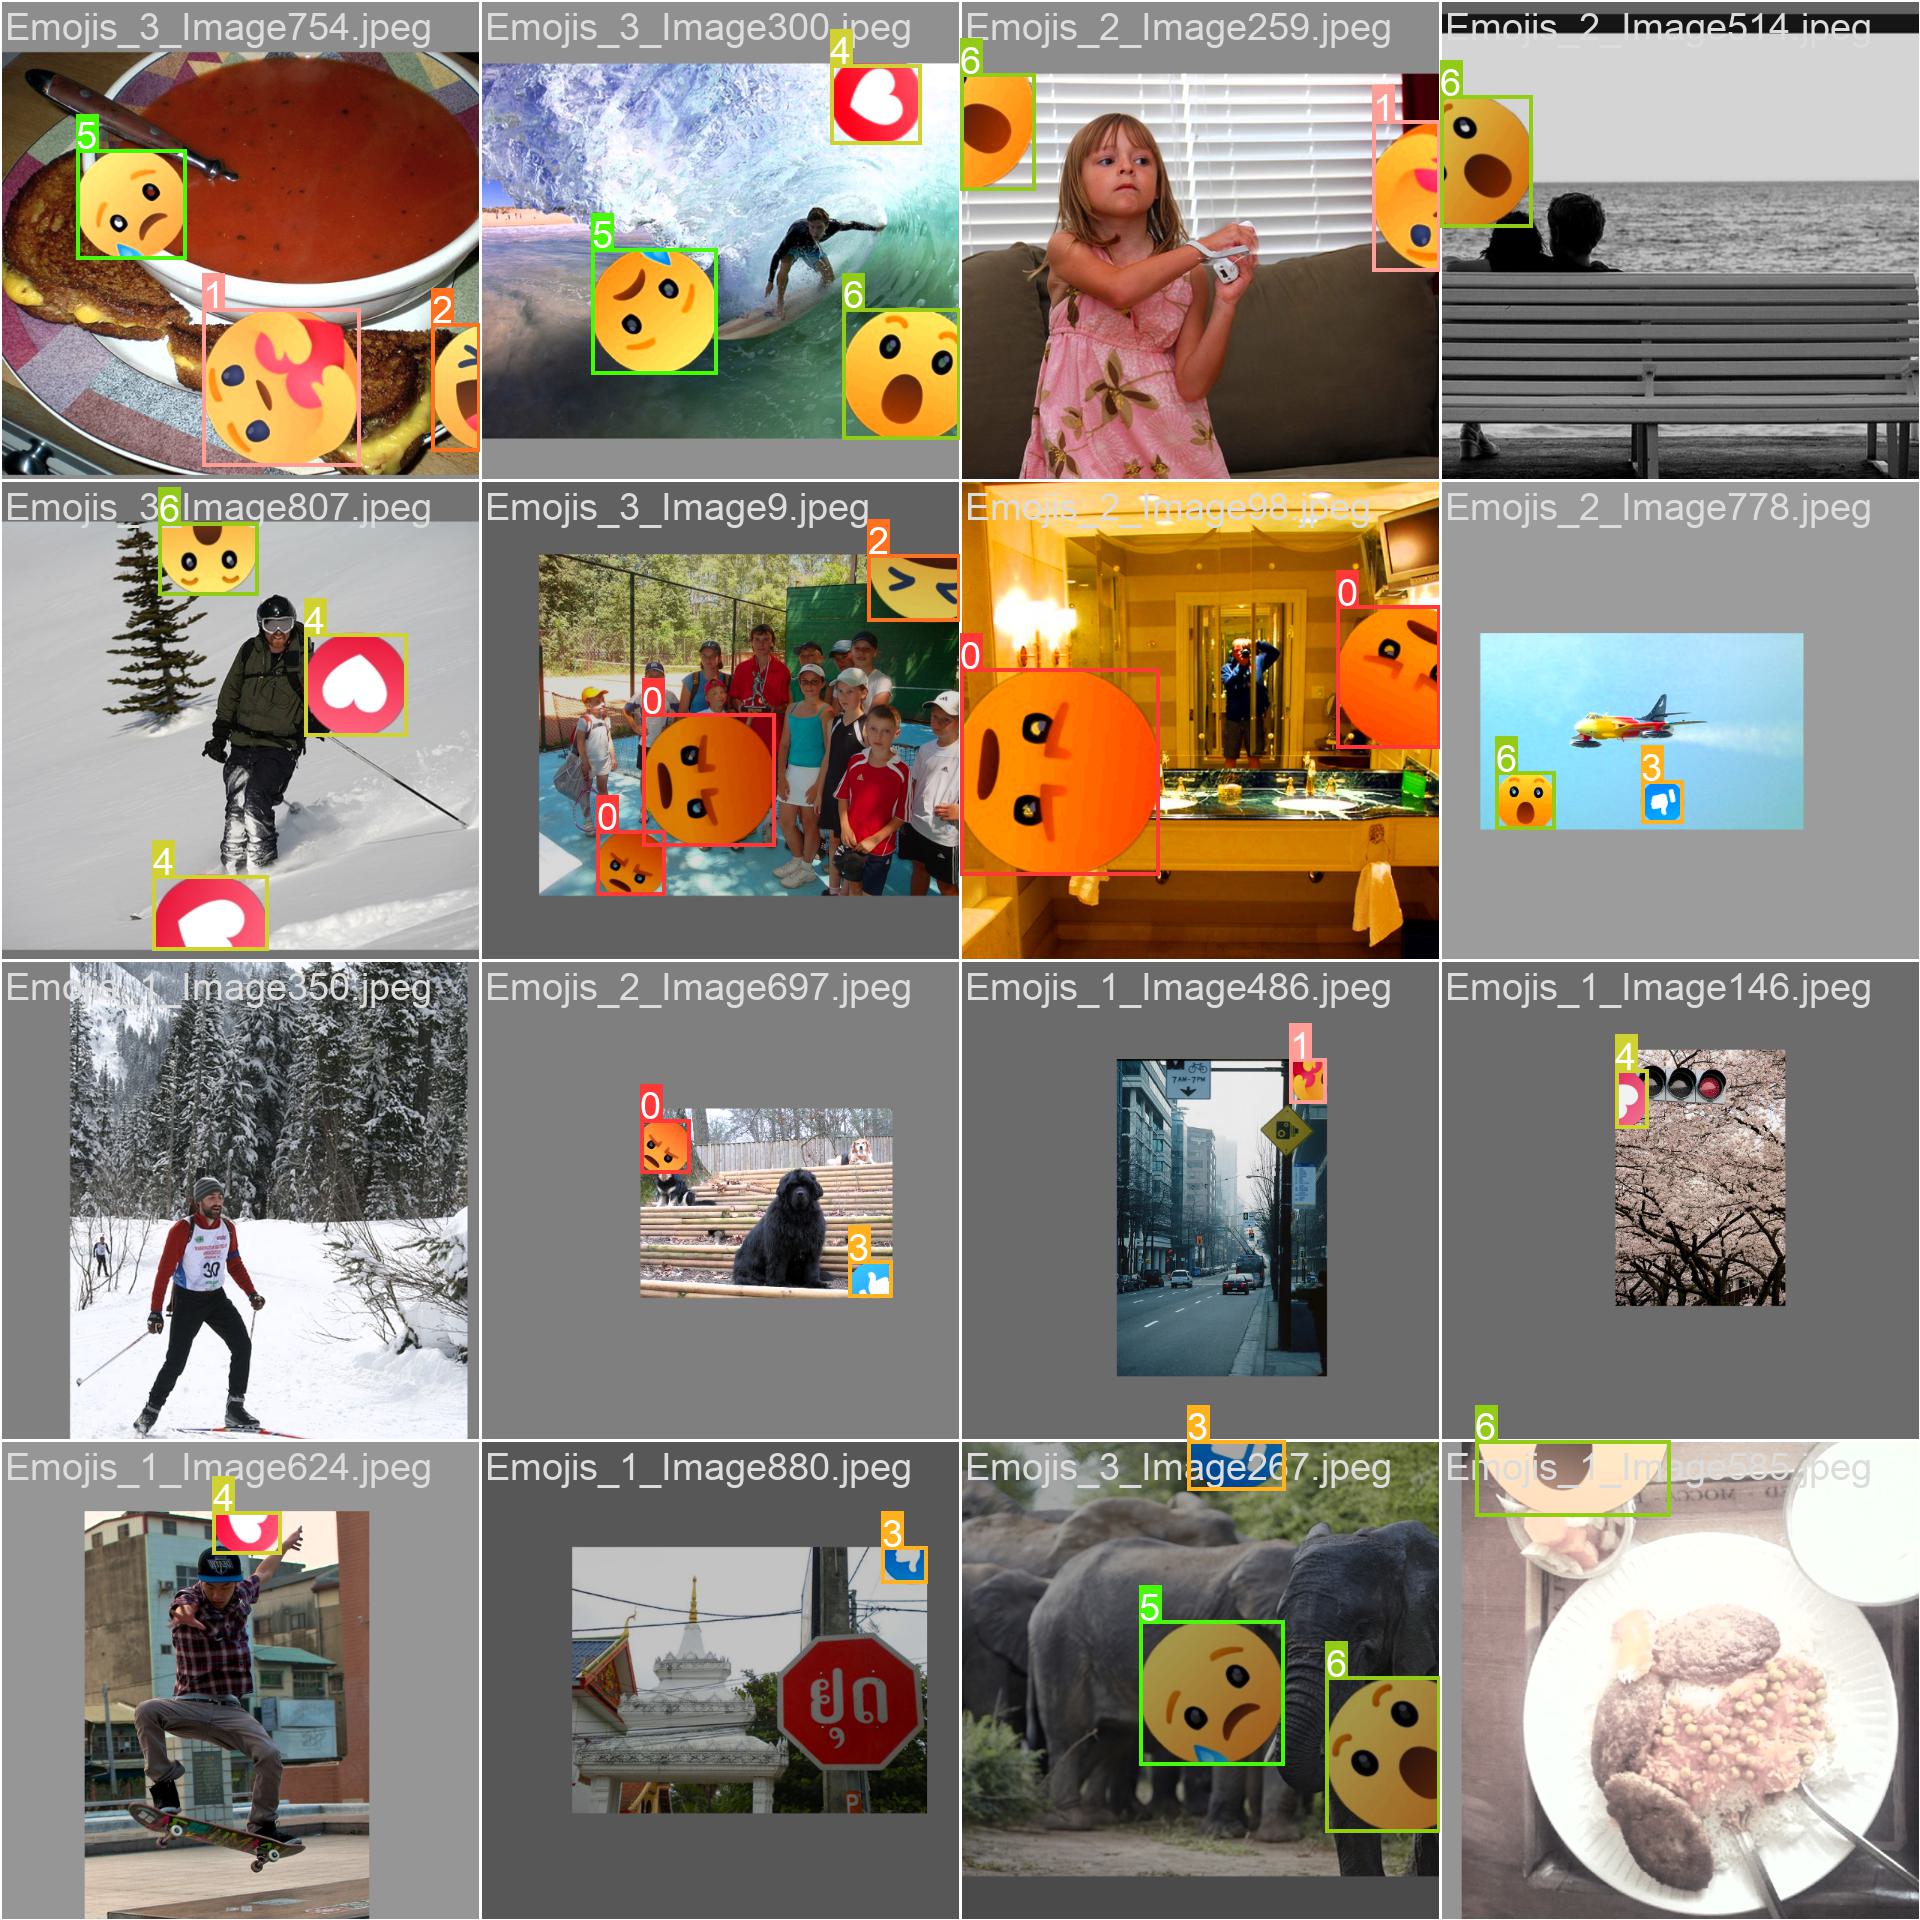 Emojis_3_Image754.jpeg
Emojis_3_Image300.jpeg
Emojis_2_Image259.jpeg
Emojis_2_Image514.jpeg
4
6
1
6
5
5
1
6
2
Emojis_3_Image807.jpeg
Emojis_3_Image9.jpeg
Emojis_2_Image98.jpeg
Emojis_2_Image778.jpeg
6
2
4
0
0
0
6
3
0
4
Emojis_1_Image350.jpeg
Emojis_2_Image697.jpeg
Emojis_1_Image486.jpeg
Emojis_1_Image146.jpeg
1
4
7AM-7PM
0
3
30
Emojis_1_Image624.jpeg
Emojis_1_Image880.jpeg
Emojis_3_Image267.jpeg
Emojis_1_Image585.jpeg
3
6
4
3
5
6
หยุด
P